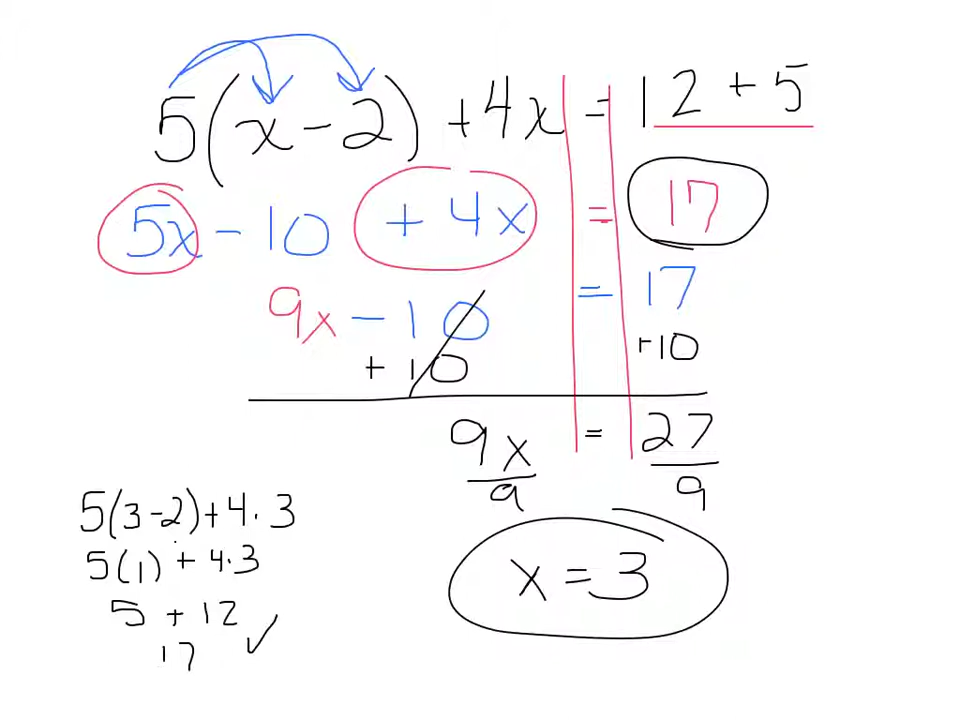 5(x-2) +4x = 12 + 5
5x - 10 + 4x = 17
9x - 10 = 17
+ 10 +10
9x = 27
9 9
x = 3
5(3-2)+4·3
5(1) + 4·3
5 + 12
17 ✓